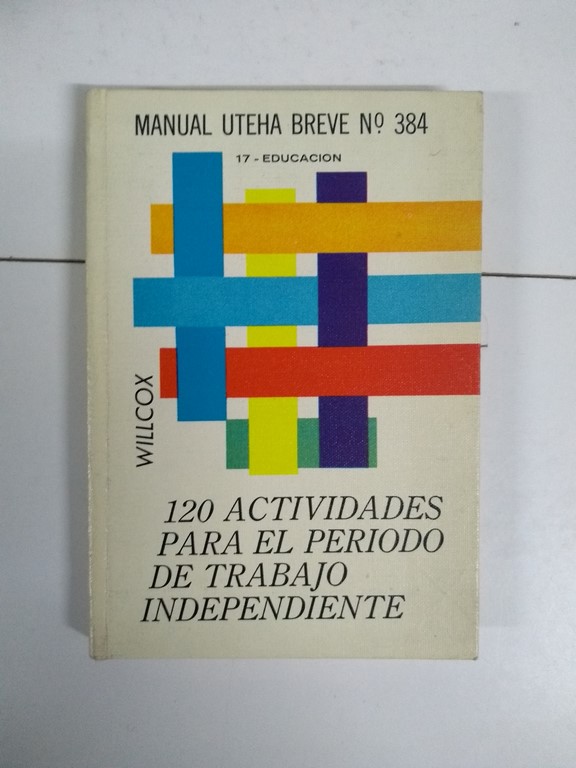 MANUAL UTEHA BREVE Nº 384
17 - EDUCACION
WILLCOX
120 ACTIVIDADES
PARA EL PERIODO
DE TRABAJO
INDEPENDIENTE